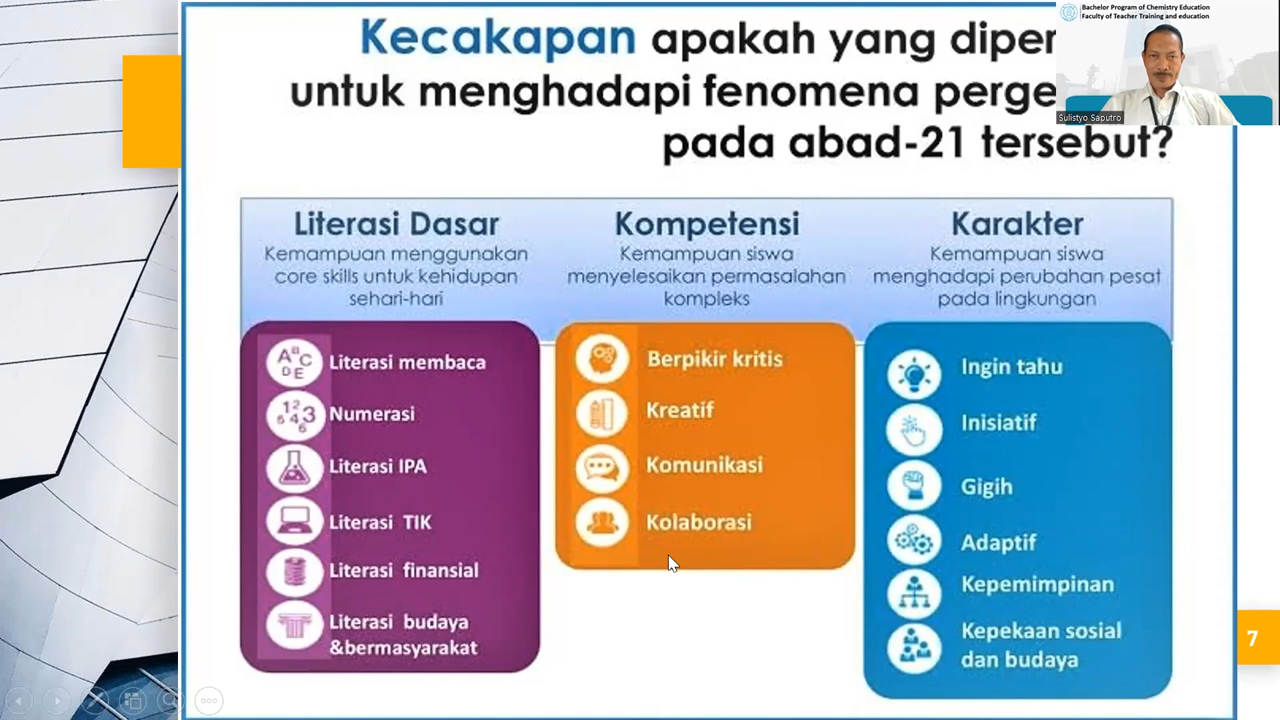 Bachelor Program of Chemistry Education
Faculty of Teacher Training and education
Sulistyo Saputro
Kecakapan apakah yang
untuk menghadapi fenomena
pada abad-21 tersebut?
Literasi Dasar
Kemampuan menggunakan
core skills untuk kehidupan
sehari-hari
ABC
DE
Literasi membaca
Numerasi
Literasi IPA
Literasi TIK
Literasi finansial
Literasi budaya
&bermasyarakat
Kompetensi
Kemampuan siswa
menyelesaikan permasalahan
kompleks
Berpikir kritis
Kreatif
Komunikasi
Kolaborasi
Karakter
Kemampuan siswa
menghadapi perubahan pesat
pada lingkungan
Ingin tahu
Inisiatif
Gigih
Adaptif
Kepemimpinan
Kepekaan sosial
dan budaya
7